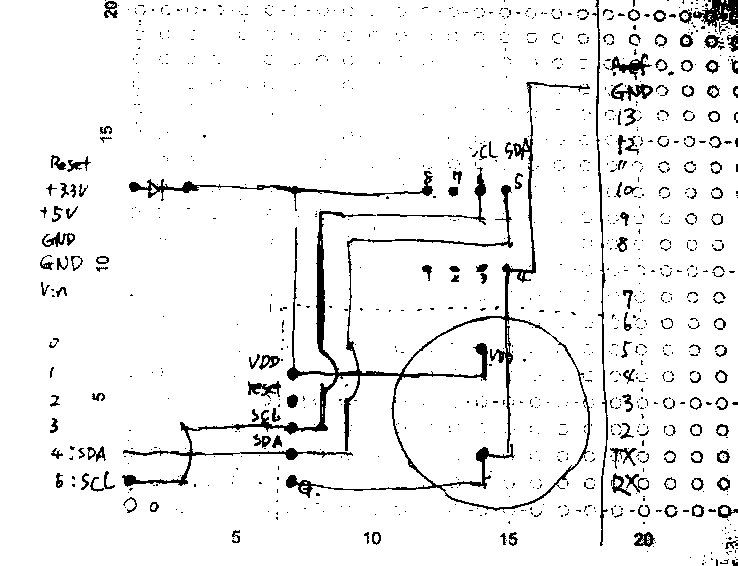 20
Aref
GND
13
15
12
CL SDA
11
Reset
+3.3V
8 7 6 5
10
+5V
9
GND
8
GND
10
1 2 3 4
Vin
7
6
0
VDD
VDD
5
1
4
reset
2
5
3
SCL
3
2
SDA
4:SDA
TX
5:SCL
G.
RX
0
5
10
15
20